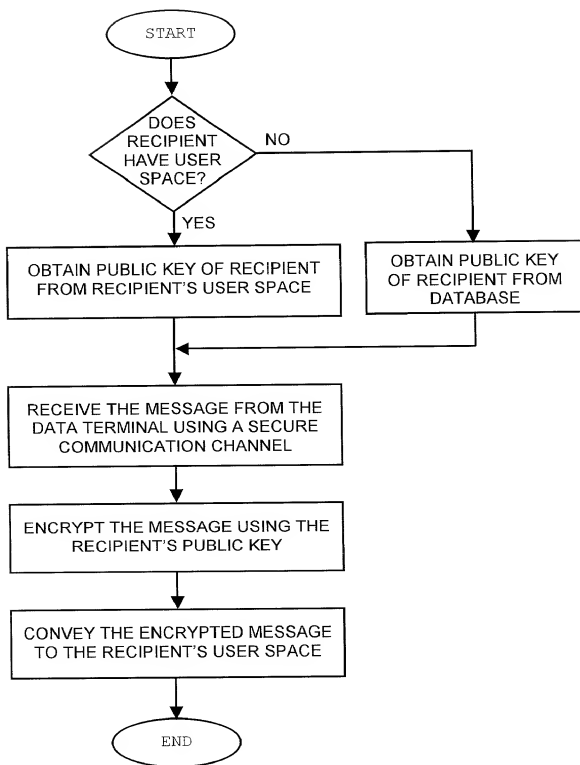 START
DOES
RECIPIENT
HAVE USER
SPACE?
NO
YES
OBTAIN PUBLIC KEY OF RECIPIENT
FROM RECIPIENT'S USER SPACE
OBTAIN PUBLIC KEY
OF RECIPIENT FROM
DATABASE
RECEIVE THE MESSAGE FROM THE
DATA TERMINAL USING A SECURE
COMMUNICATION CHANNEL
ENCRYPT THE MESSAGE USING THE
RECIPIENT'S PUBLIC KEY
CONVEY THE ENCRYPTED MESSAGE
TO THE RECIPIENT'S USER SPACE
END